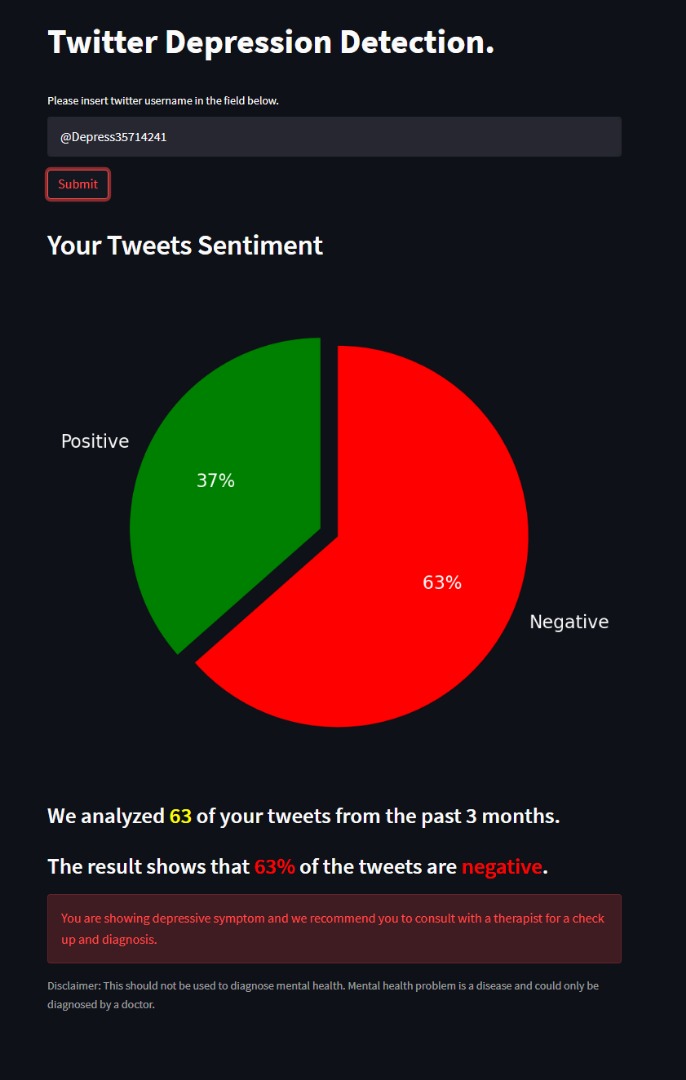 Twitter Depression Detection.
Please insert twitter username in the field below.
@Depress35714241
Submit
Your Tweets Sentiment
Positive
37%
63%
Negative
We analyzed 63 of your tweets from the past 3 months.
The result shows that 63% of the tweets are negative.
You are showing depressive symptom and we recommend you to consult with a therapist for a check
up and diagnosis.
Disclaimer: This should not be used to diagnose mental health. Mental health problem is a disease and could only be
diagnosed by a doctor.